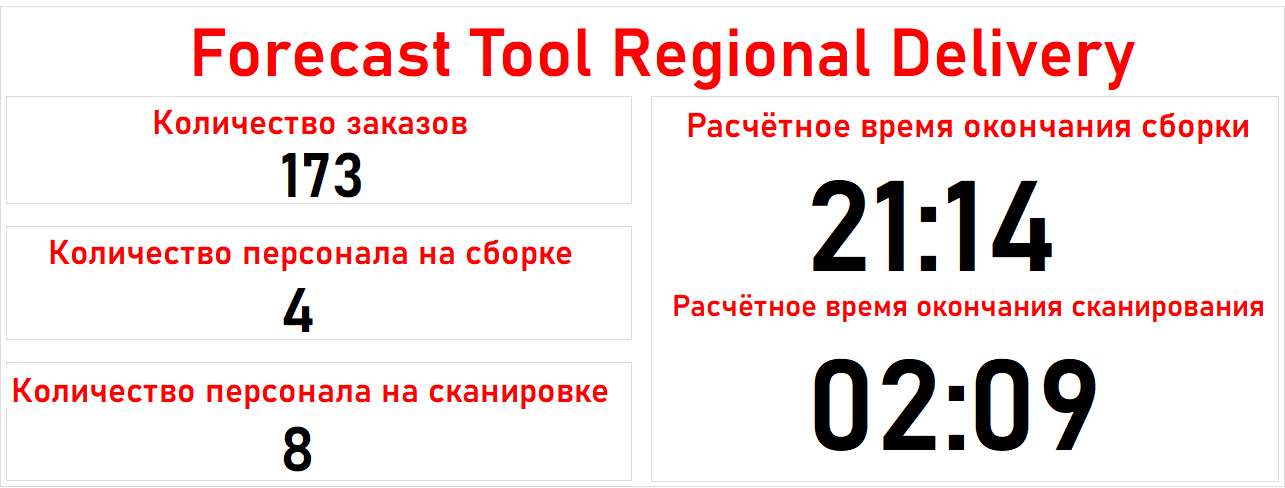 Forecast Tool Regional Delivery
Количество заказов
173
Количество персонала на сборке
4
Количество персонала на сканировке
8
Расчётное время окончания сборки
21:14
Расчётное время окончания сканирования
02:09